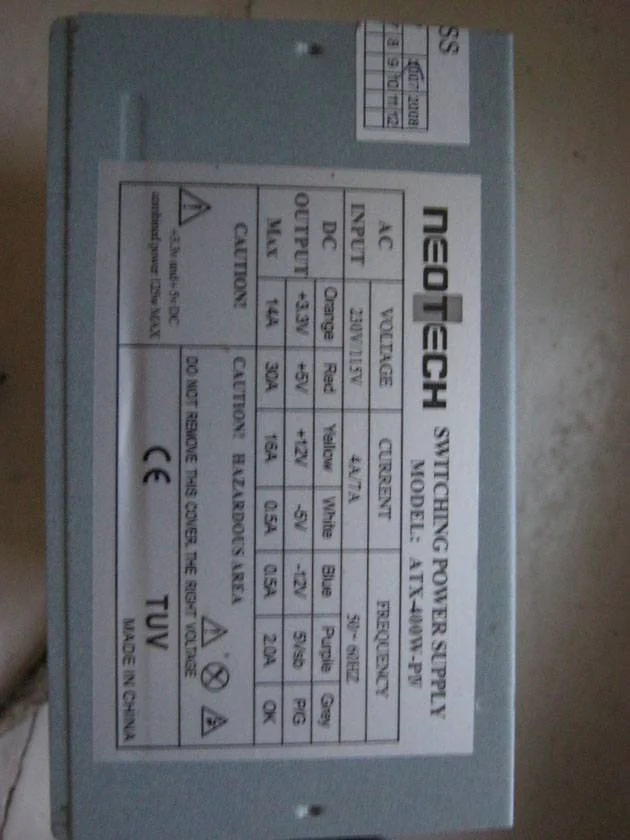 SS
2007 2008
7 8 9 10 11 12
NEOTECH
SWITCHING POWER SUPPLY
MODEL: ATX-400W-PN
AC INPUT VOLTAGE CURRENT FREQUENCY
230V/115V 4A/7A 50~60HZ
DC OUTPUT Orange Red Yellow White Blue Purple Grey
+3.3V +5V +12V -5V -12V 5Vsb P/G
MAX 14A 30A 16A 0.5A 0.5A 2.0A OK
CAUTION!
+3.3v and+5v DC
combined power 125w MAX
CAUTION! HAZARDOUS AREA
DO NOT REMOVE THIS COVER, THE RIGHT VOLTAGE
CE TUV
MADE IN CHINA